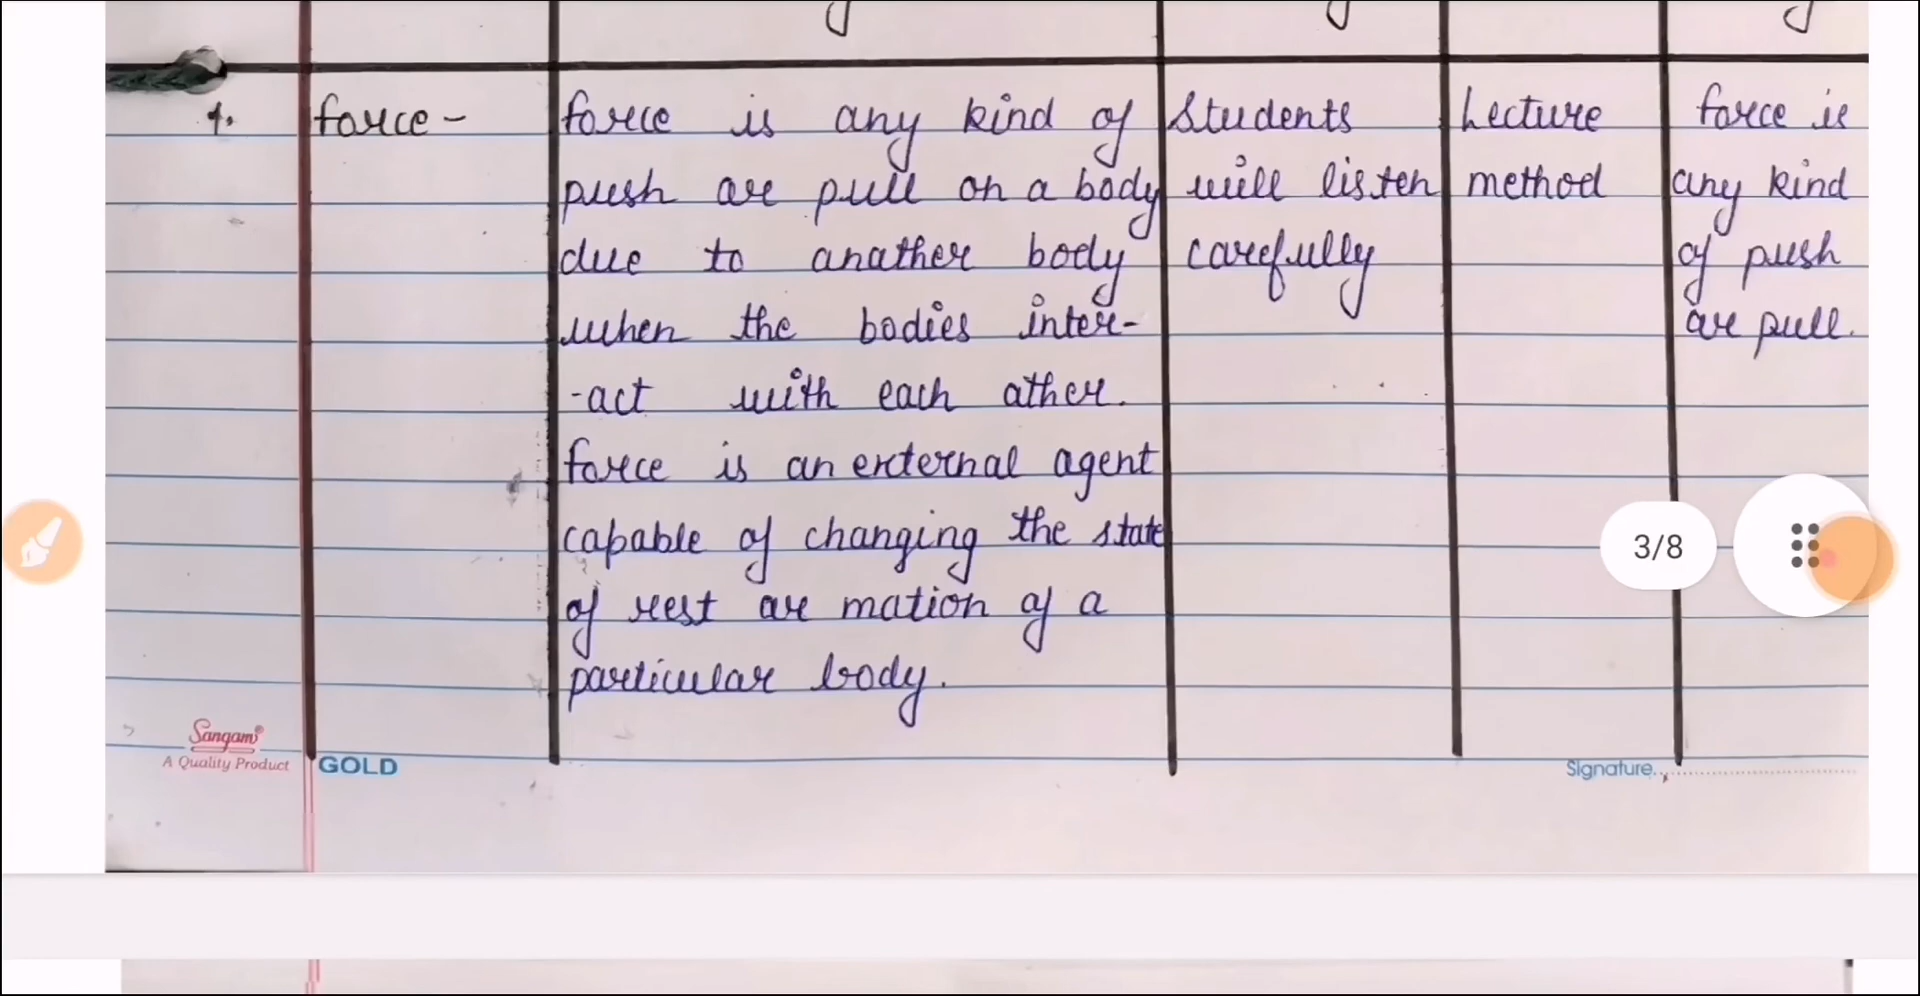 1.
force -
force is any kind of
push are pull on a body
due to anather body
when the bodies inter-
-act with each ather.
force is an external agent
capable of changing the state
of rest are mation of a
particular body.
Students
will listen
carefully
Lecture
method
force is
any kind
of push
are pull.
3/8
Sangam®
A Quality Product
GOLD
Signature